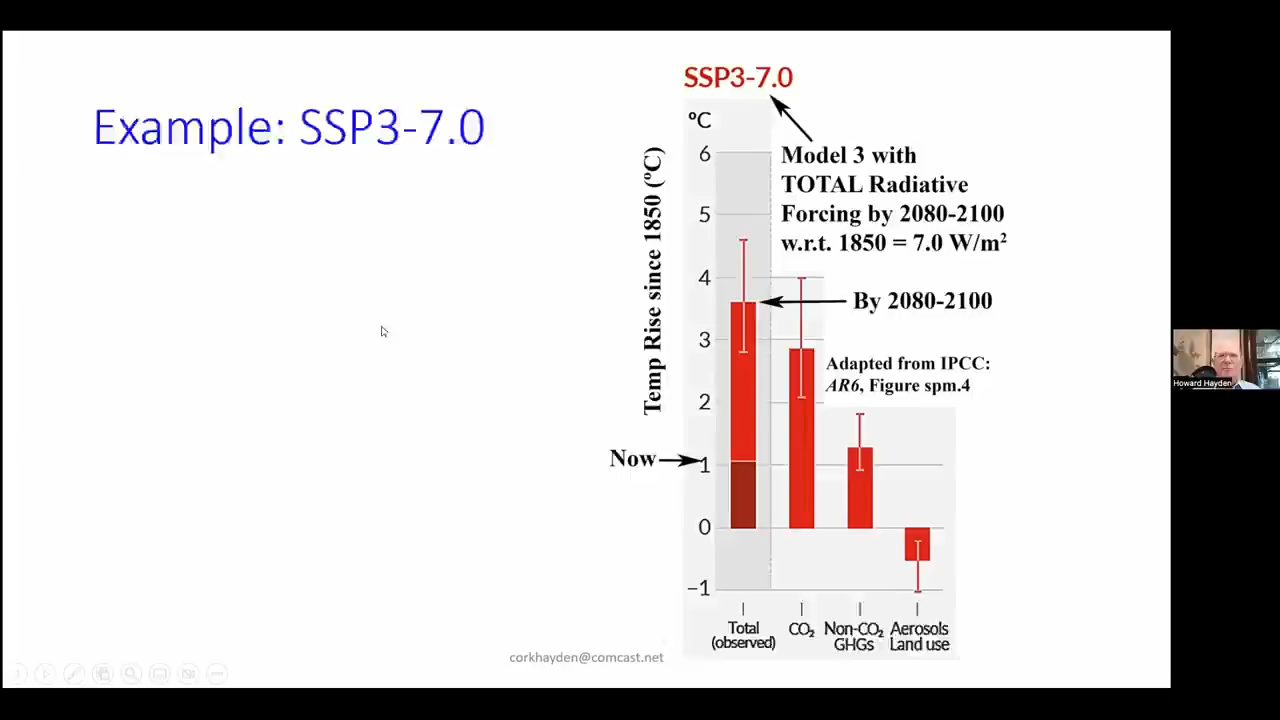 Example: SSP3-7.0
SSP3-7.0
ºC
6
5
4
3
2
1
0
–1
Temp Rise since 1850 (ºC)
Model 3 with
TOTAL Radiative
Forcing by 2080-2100
w.r.t. 1850 = 7.0 W/m²
By 2080-2100
Adapted from IPCC:
AR6, Figure spm.4
Now
Total
(observed)
CO₂
Non-CO₂
GHGs
Aerosols
Land use
corkhayden@comcast.net
Howard Hayden